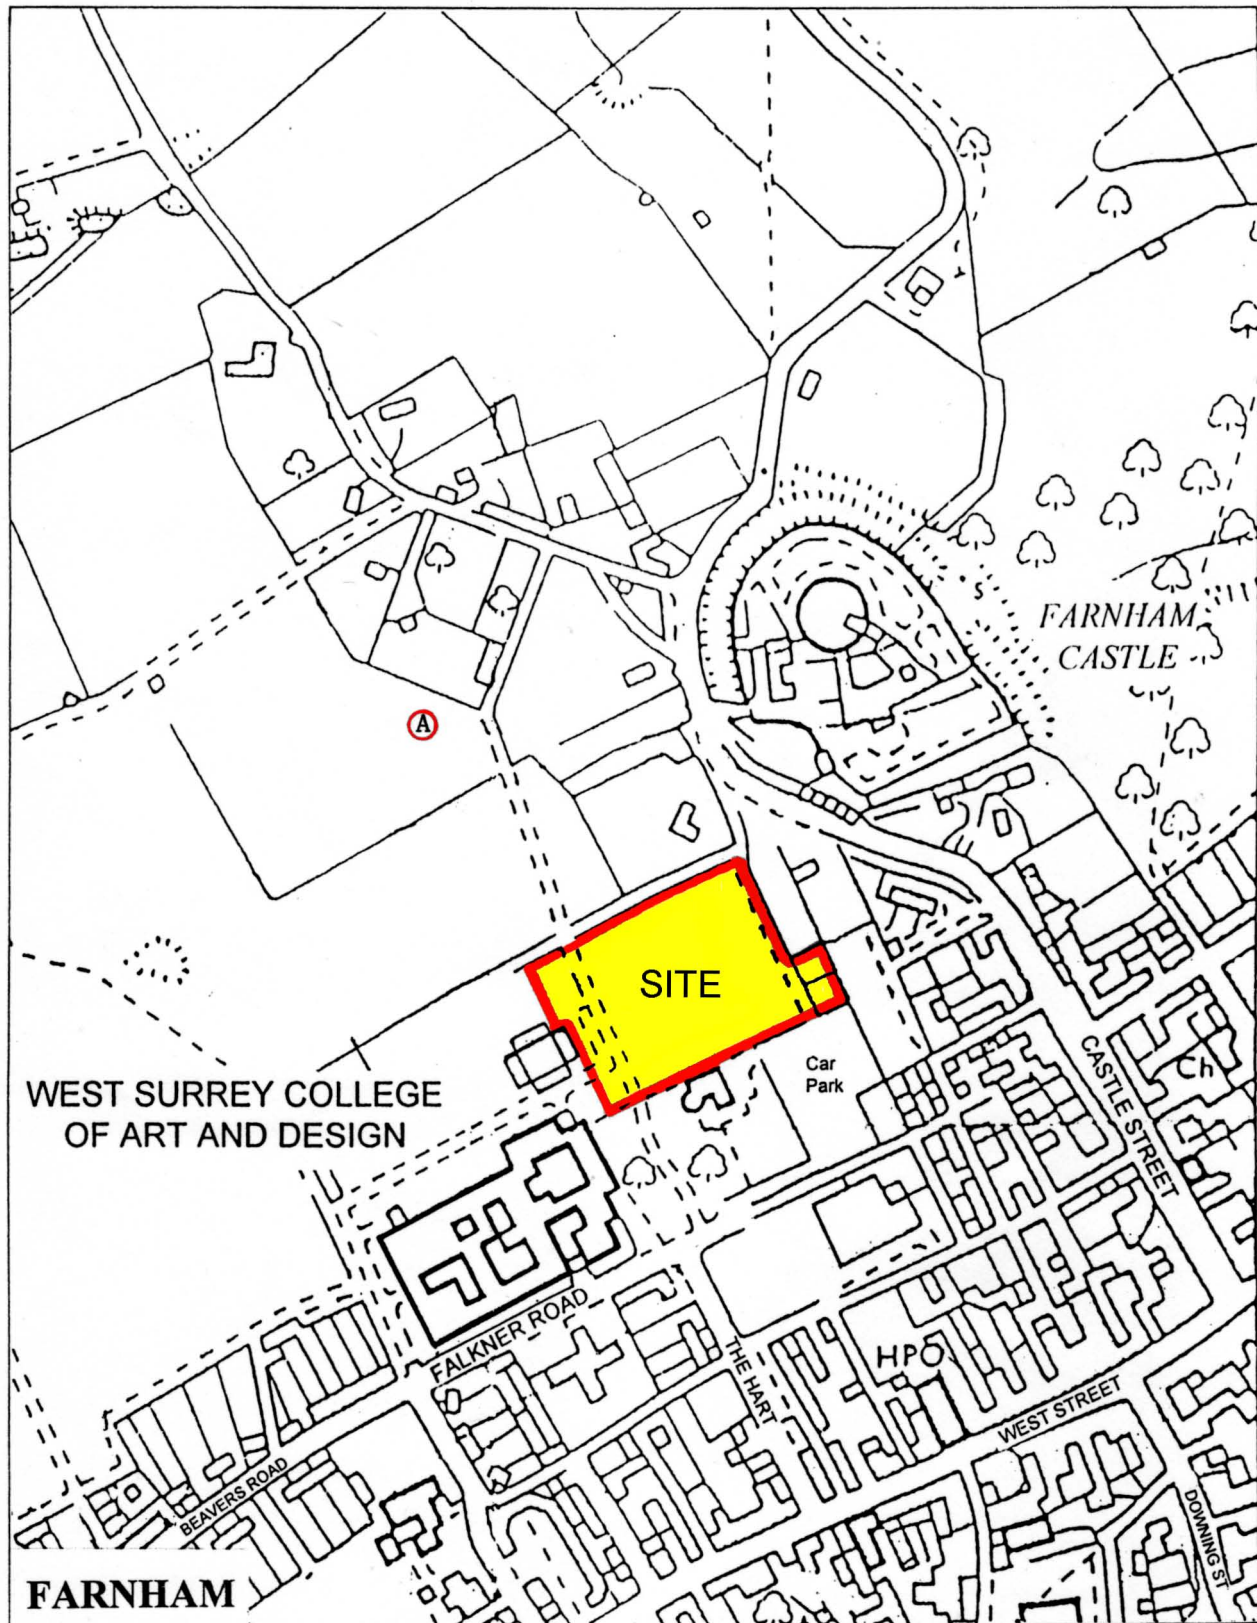 FARNHAM
CASTLE
A
SITE
Car
Park
WEST SURREY COLLEGE
OF ART AND DESIGN
CASTLE STREET
Ch
FALKNER ROAD
THE HART
HPO
WEST STREET
BEAVERS ROAD
DOWNING ST
FARNHAM